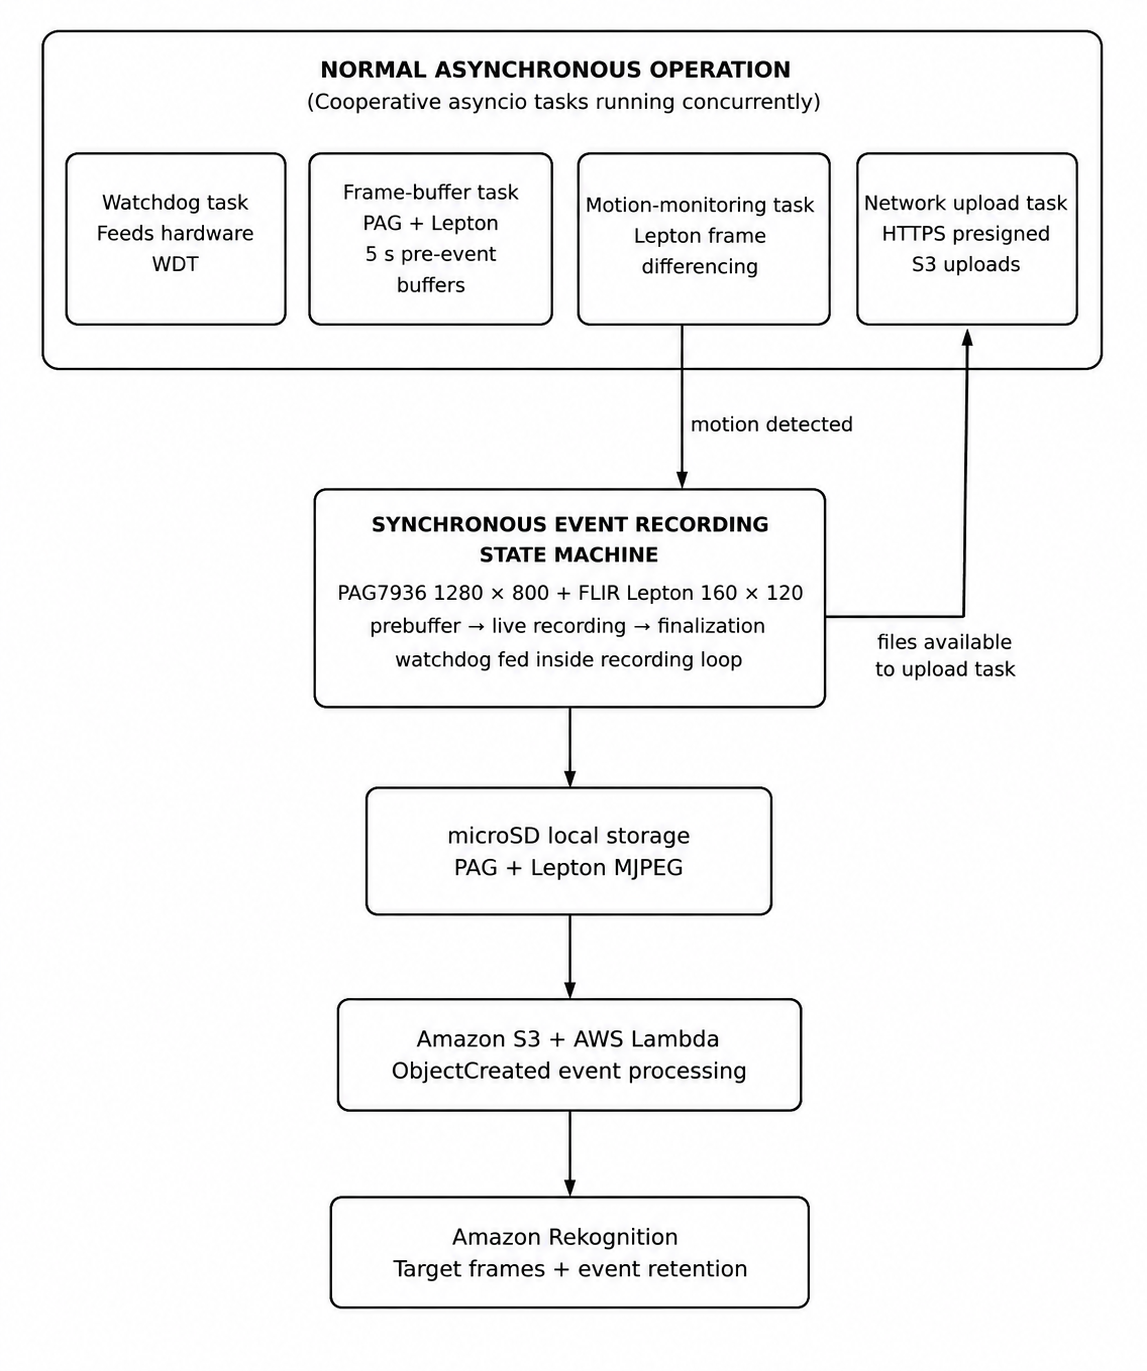 NORMAL ASYNCHRONOUS OPERATION
(Cooperative asyncio tasks running concurrently)
Watchdog task
Feeds hardware
WDT
Frame-buffer task
PAG + Lepton
5 s pre-event
buffers
Motion-monitoring task
Lepton frame
differencing
Network upload task
HTTPS presigned
S3 uploads
motion detected
SYNCHRONOUS EVENT RECORDING
STATE MACHINE
PAG7936 1280 × 800 + FLIR Lepton 160 × 120
prebuffer → live recording → finalization
watchdog fed inside recording loop
files available
to upload task
microSD local storage
PAG + Lepton MJPEG
Amazon S3 + AWS Lambda
ObjectCreated event processing
Amazon Rekognition
Target frames + event retention